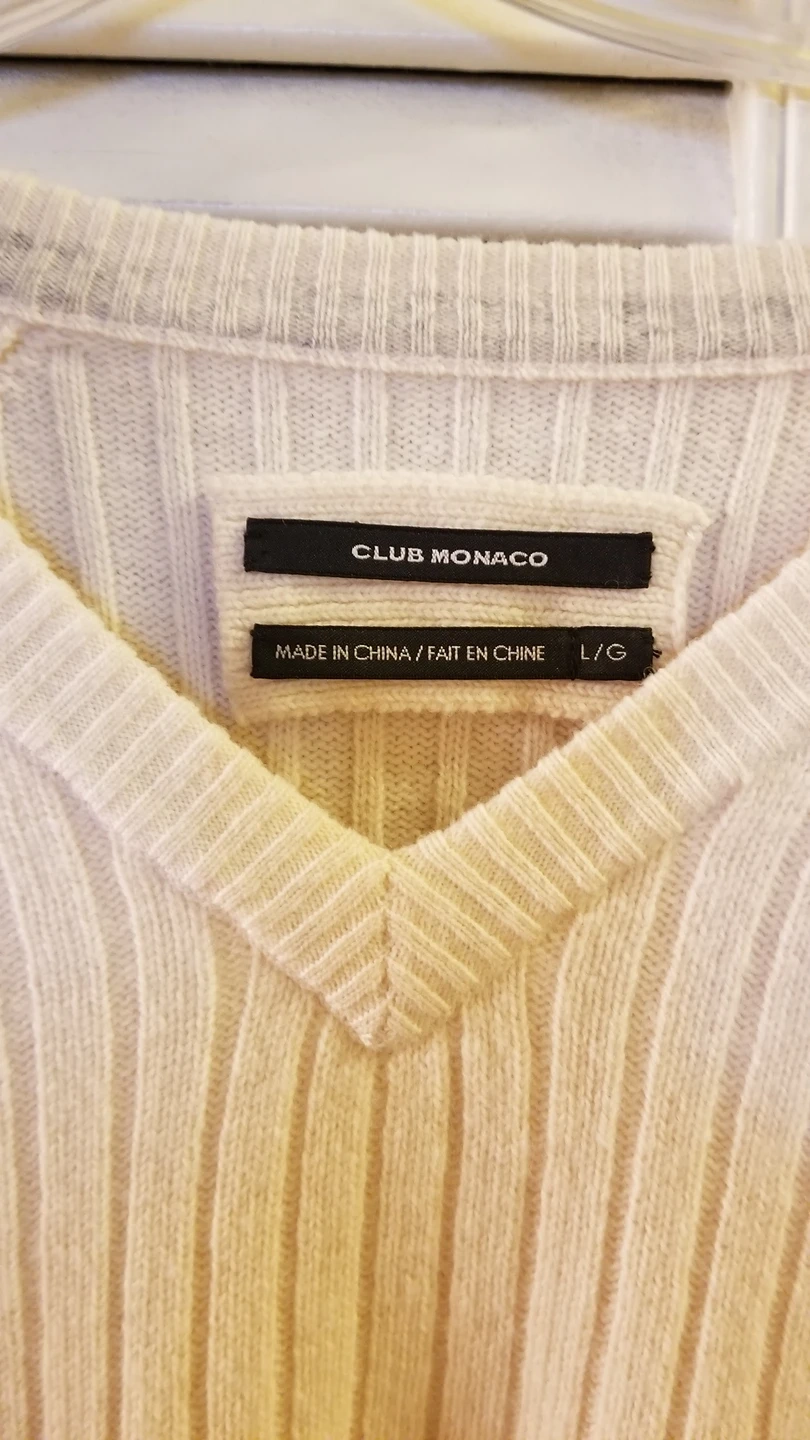 CLUB MONACO
MADE IN CHINA / FAIT EN CHINE L/G